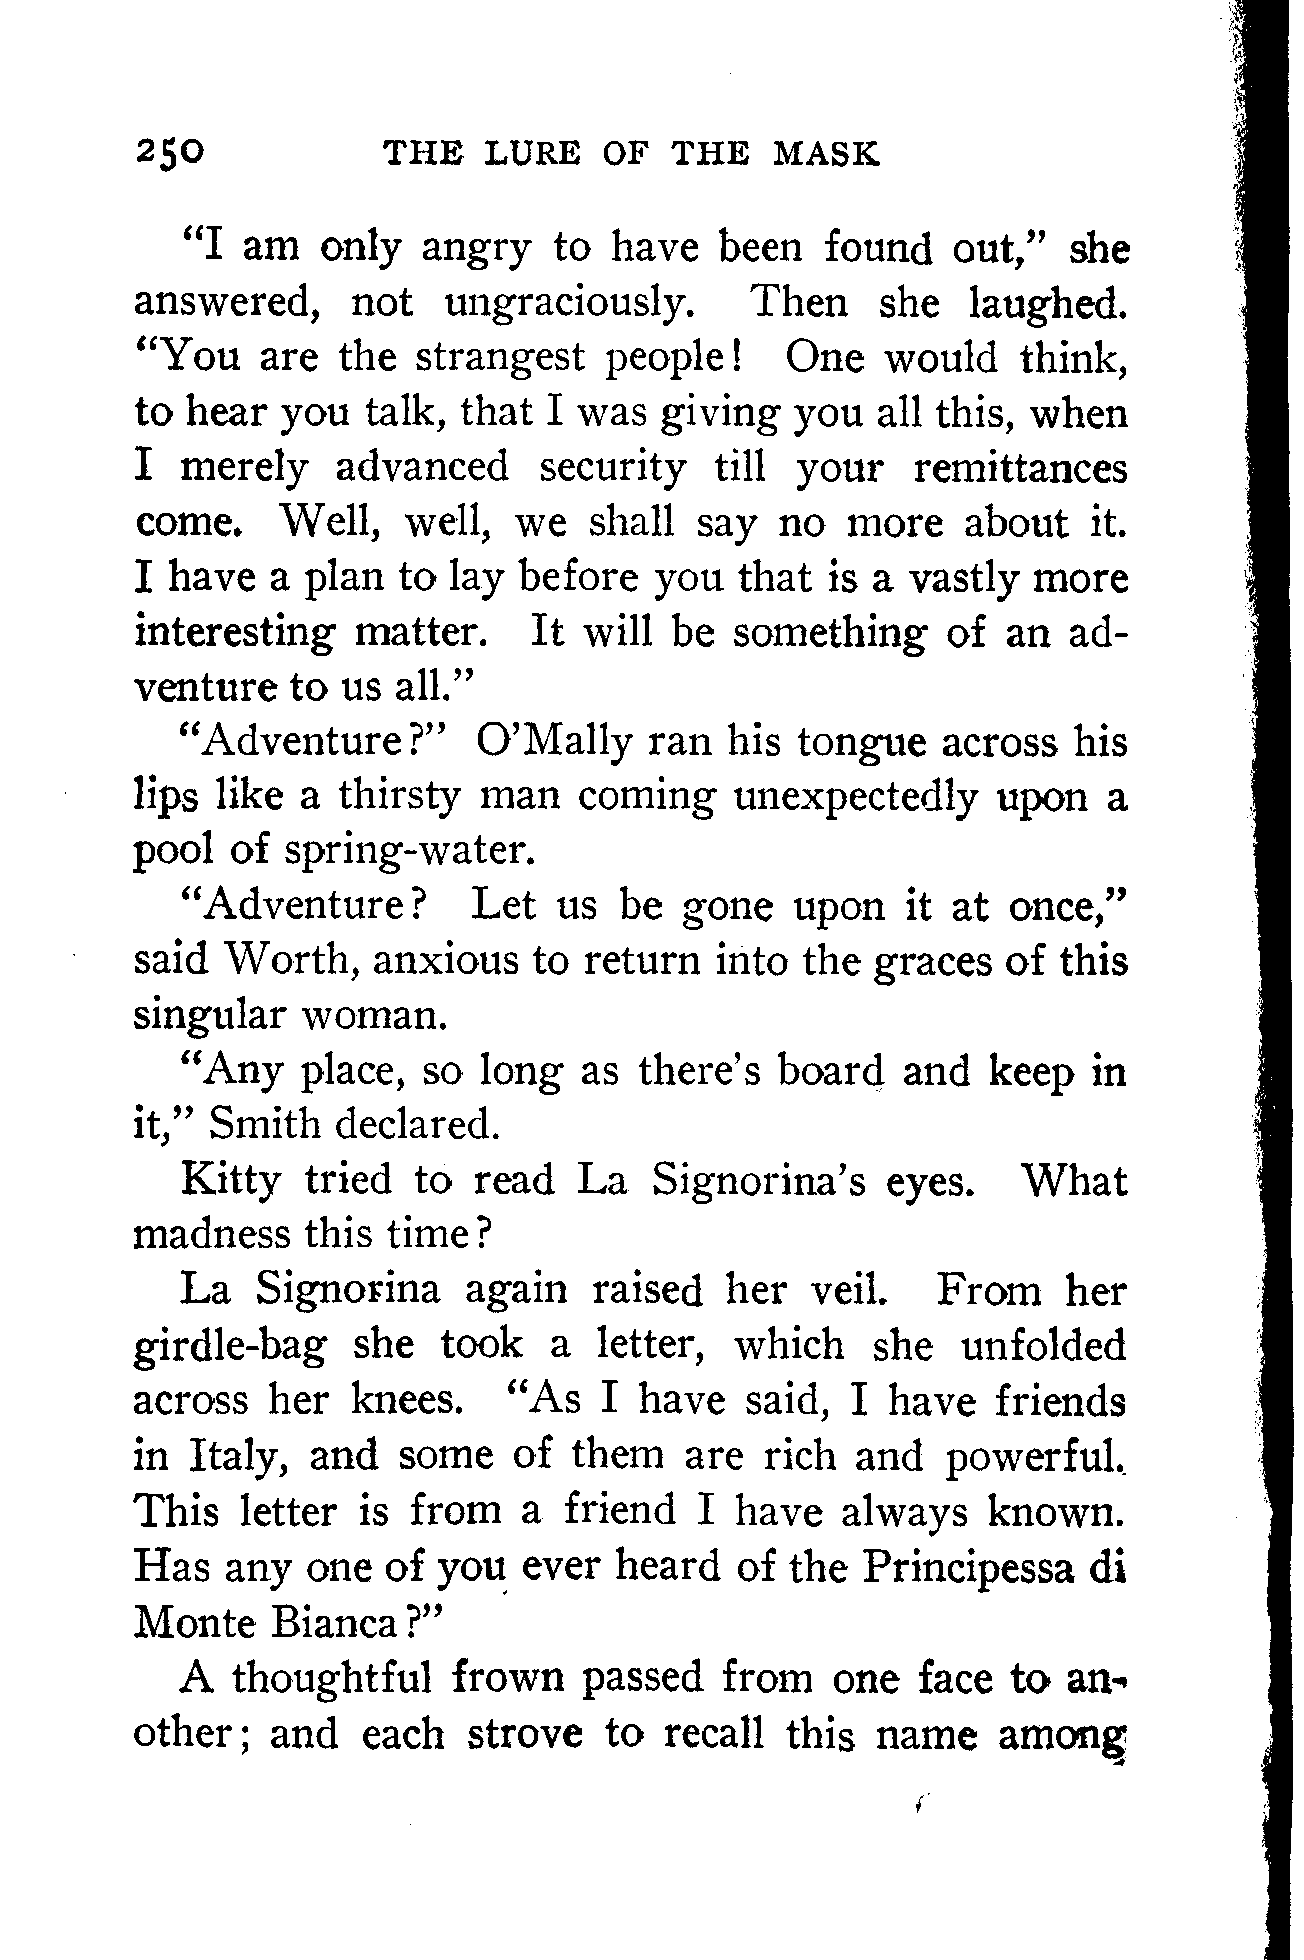 250 THE LURE OF THE MASK
“I am only angry to have been found out,” she
answered, not ungraciously. Then she laughed.
“You are the strangest people! One would think,
to hear you talk, that I was giving you all this, when
I merely advanced security till your remittances
come. Well, well, we shall say no more about it.
I have a plan to lay before you that is a vastly more
interesting matter. It will be something of an ad-
venture to us all.”
“Adventure?” O’Mally ran his tongue across his
lips like a thirsty man coming unexpectedly upon a
pool of spring-water.
“Adventure? Let us be gone upon it at once,”
said Worth, anxious to return into the graces of this
singular woman.
“Any place, so long as there’s board and keep in
it,” Smith declared.
Kitty tried to read La Signorina’s eyes. What
madness this time?
La Signorina again raised her veil. From her
girdle-bag she took a letter, which she unfolded
across her knees. “As I have said, I have friends
in Italy, and some of them are rich and powerful.
This letter is from a friend I have always known.
Has any one of you ever heard of the Principessa di
Monte Bianca?”
A thoughtful frown passed from one face to an-
other; and each strove to recall this name among